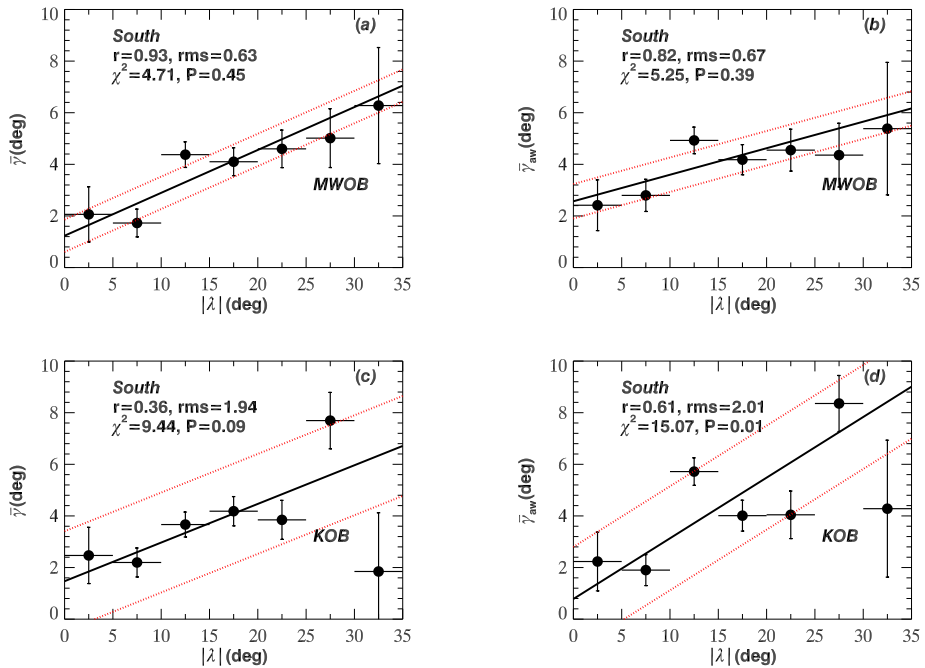 (a)
South
r=0.93, rms=0.63
χ²=4.71, P=0.45
MWOB
γ̄(deg)
10
8
6
4
2
0
0 5 10 15 20 25 30 35
|λ|(deg)
(b)
South
r=0.82, rms=0.67
χ²=5.25, P=0.39
MWOB
γ̄aw(deg)
10
8
6
4
2
0
0 5 10 15 20 25 30 35
|λ|(deg)
(c)
South
r=0.36, rms=1.94
χ²=9.44, P=0.09
KOB
γ̄(deg)
10
8
6
4
2
0
0 5 10 15 20 25 30 35
|λ|(deg)
(d)
South
r=0.61, rms=2.01
χ²=15.07, P=0.01
KOB
γ̄aw(deg)
10
8
6
4
2
0
0 5 10 15 20 25 30 35
|λ|(deg)